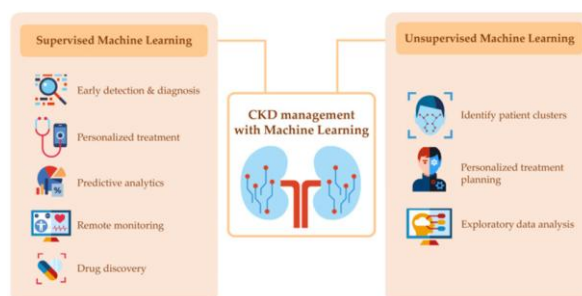 Supervised Machine Learning
Early detection & diagnosis
Personalized treatment
Predictive analytics
%
Remote monitoring
Drug discovery
CKD management
with Machine Learning
Unsupervised Machine Learning
Identify patient clusters
Personalized treatment
planning
Exploratory data analysis